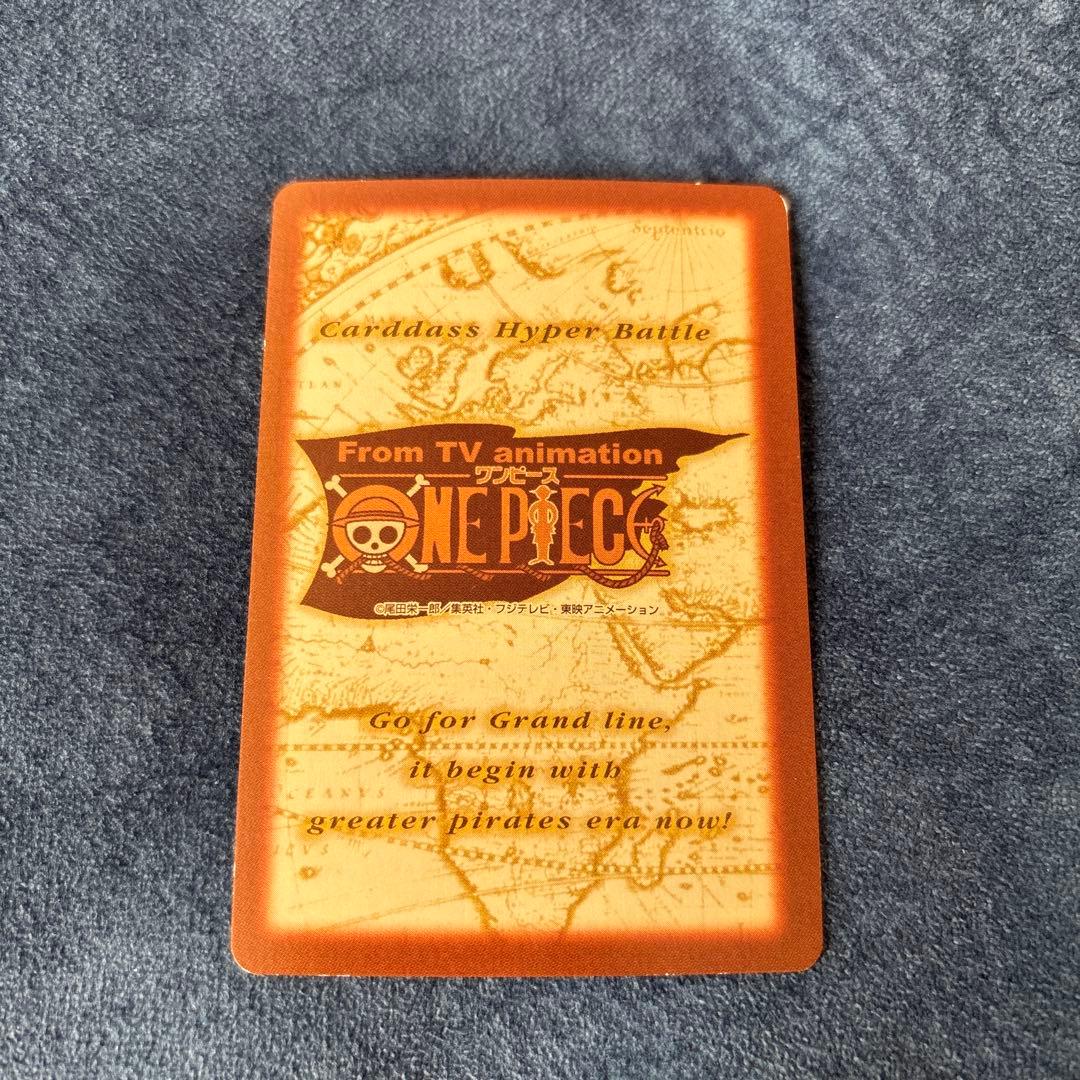 Septentrio
Carddass Hyper Battle
From TV animation
ワンピース
ONE PIECE
©尾田栄一郎／集英社・フジテレビ・東映アニメーション
Go for Grand line,
it begin with
CEANVS
greater pirates era now!